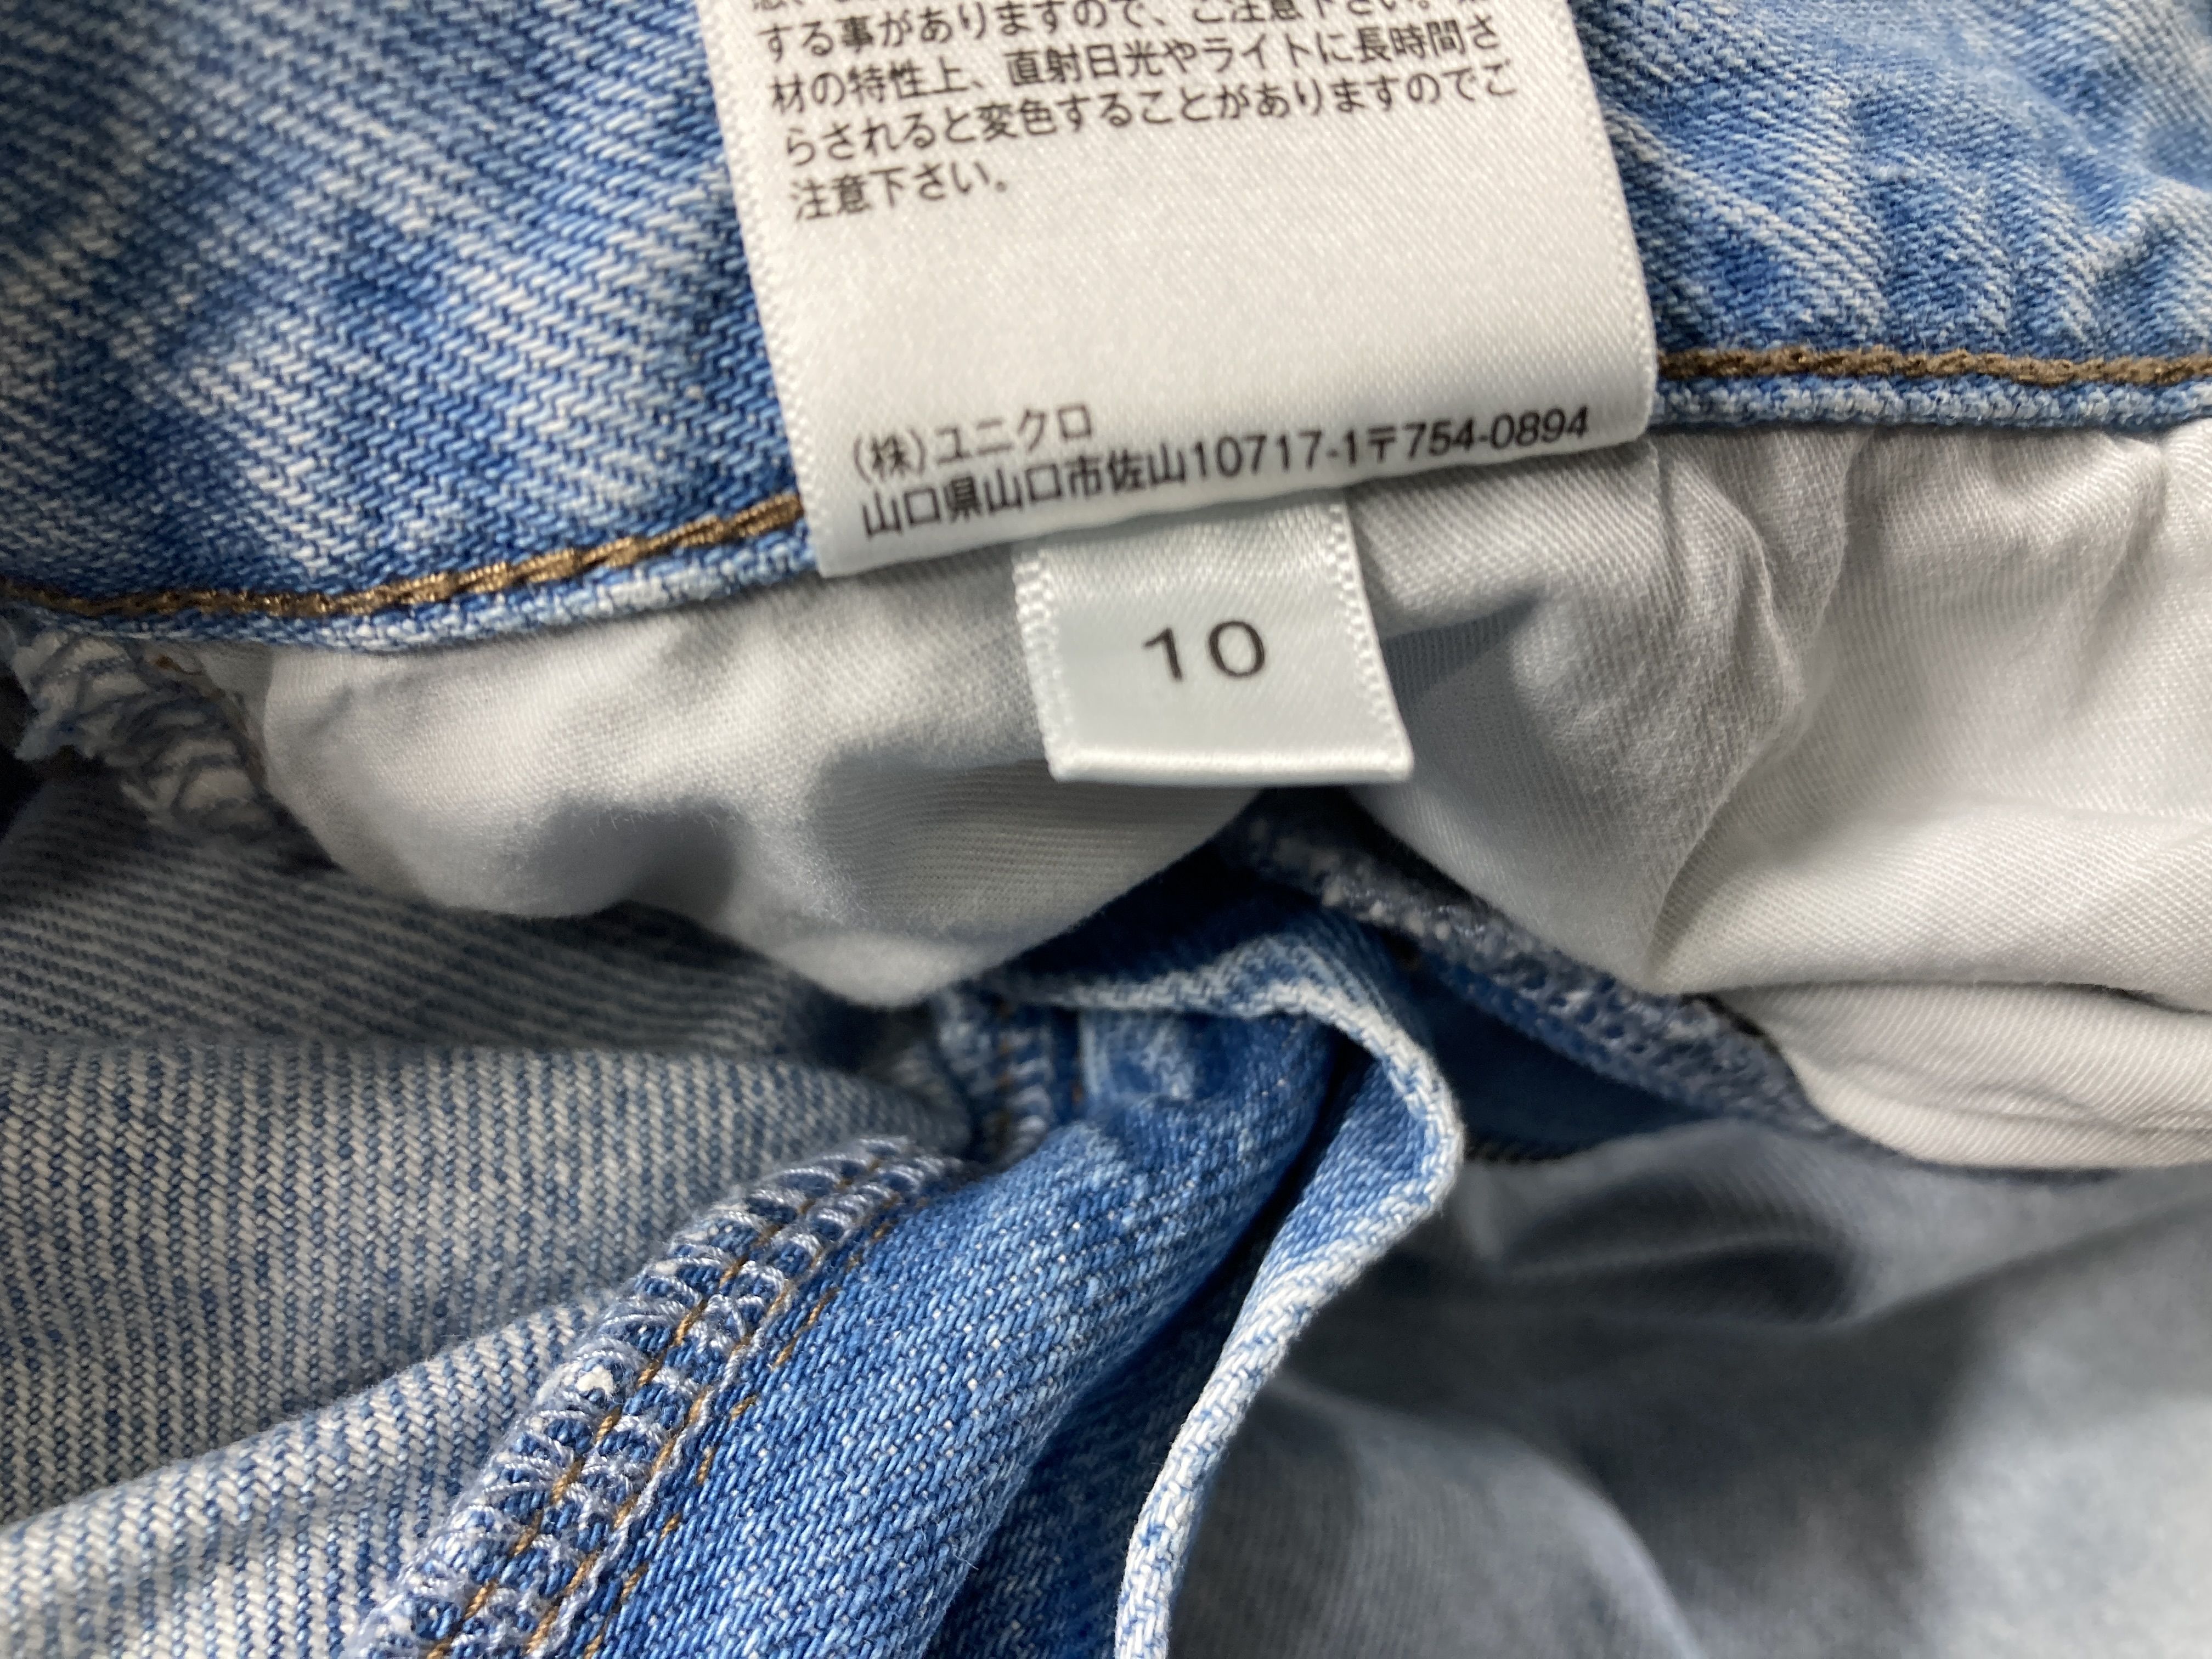 する事がありますので、ご注意下さい。
材の特性上、直射日光やライトに長時間さ
らされると変色することがありますのでご
注意下さい。
(株)ユニクロ
山口県山口市佐山10717-1〒754-0894
10